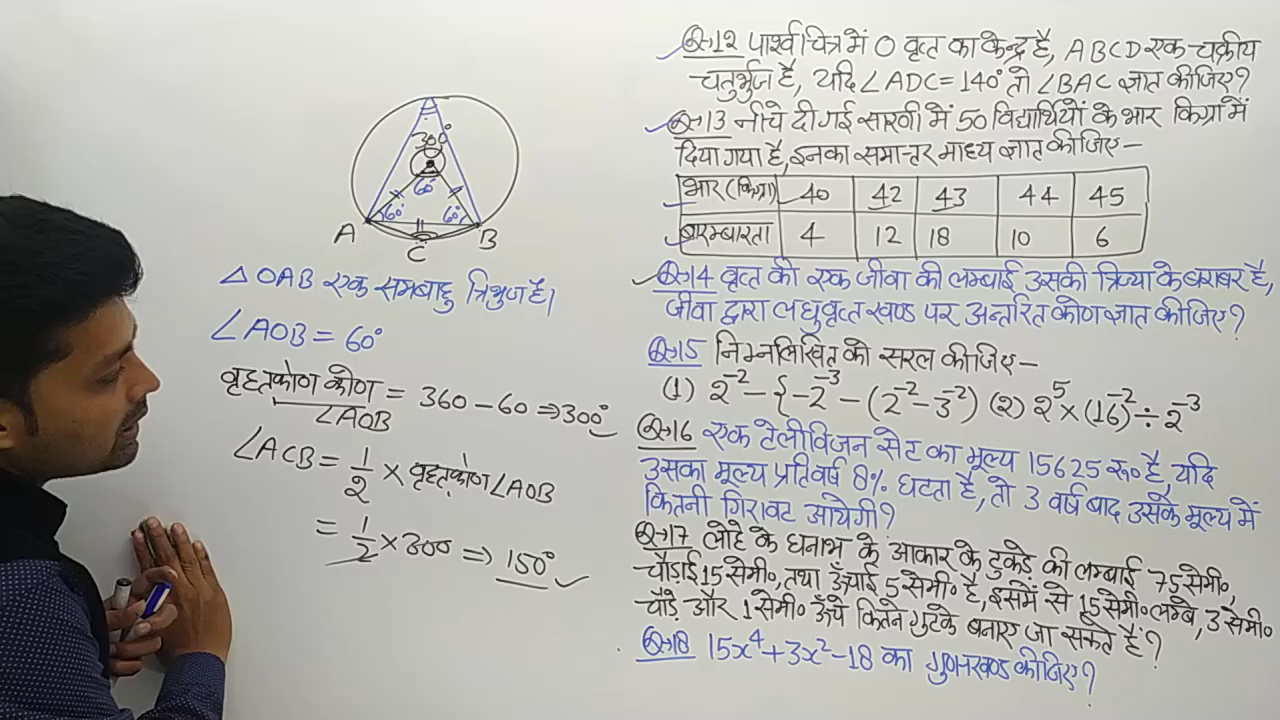 300°
60°
60°
60°
A
B
C
△OAB एक समबाहु त्रिभुज है।
∠AOB = 60°
वृहतकोण कोण = 360 – 60 ⇒ 300°
∠AOB
∠ACB = 1/2 × वृहतकोण ∠AOB
= 1/2 × 300 ⇒ 150°
Q→12 पार्श्व चित्र में O वृत्त का केन्द्र है, ABCD एक चक्रीय
चतुर्भुज है, यदि ∠ADC = 140° तो ∠BAC ज्ञात कीजिए?
Q→13 नीचे दी गई सारणी में 50 विद्यार्थियों के भार किग्रा में
दिया गया है, इनका समान्तर माध्य ज्ञात कीजिए–
भार (किग्रा) 40 42 43 44 45
बारम्बारता 4 12 18 10 6
Q→14 वृत्त की एक जीवा की लम्बाई उसकी त्रिज्या के बराबर है,
जीवा द्वारा लघु वृत्त खण्ड पर अन्तरित कोण ज्ञात कीजिए?
Q→15 निम्नलिखित को सरल कीजिए–
(1) 2⁻² – {–2⁻³ – (2⁻² – 3⁻²) (2) 2⁵ × (16)⁻² ÷ 2⁻³
Q→16 एक टेलीविजन सेट का मूल्य 15625 रु० है, यदि
उसका मूल्य प्रतिवर्ष 8% घटता है, तो 3 वर्ष बाद उसके मूल्य में
कितनी गिरावट आयेगी?
Q→17 लोहे के घनाभ के आकार के टुकड़े की लम्बाई 75 सेमी०,
चौड़ाई 15 सेमी०, तथा ऊँचाई 5 सेमी० है, इसमें से 15 सेमी० लम्बे, 3 सेमी०
चौड़े और 1 सेमी० ऊँचे कितने गुटके बनाए जा सकते हैं?
Q→18 15x⁴ + 3x² – 18 का गुणनखण्ड कीजिए?